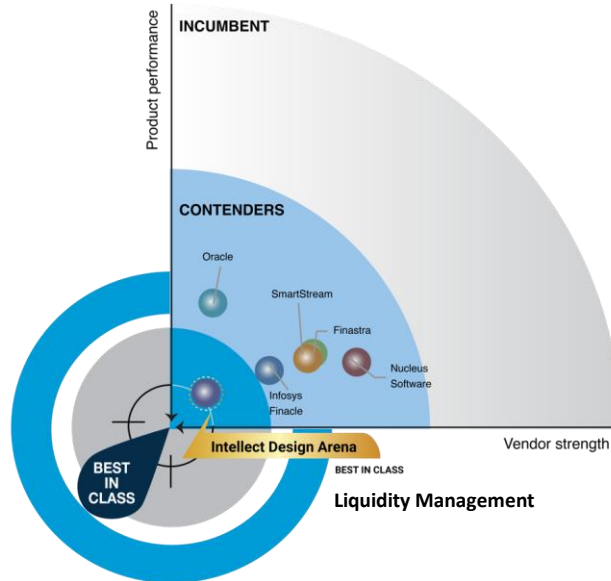 INCUMBENT
Product performance
CONTENDERS
Oracle
SmartStream
Finastra
Nucleus
Software
Infosys
Finacle
Intellect Design Arena
BEST IN CLASS
Vendor strength
BEST
IN
CLASS
Liquidity Management